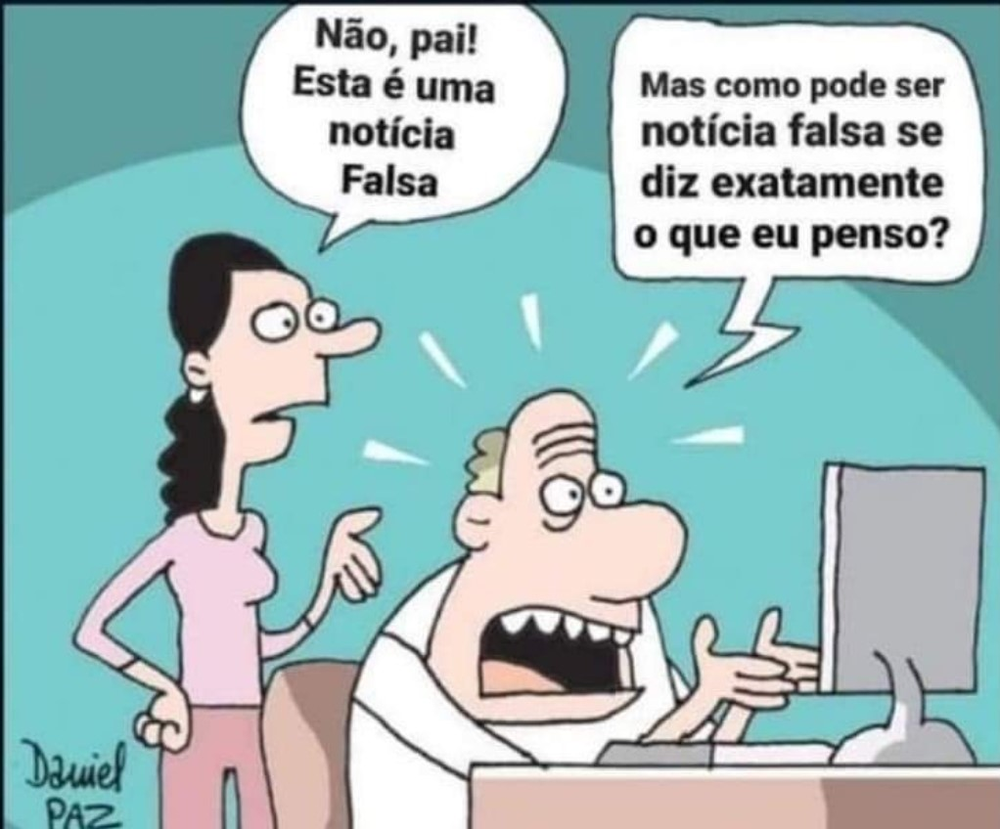 Não, pai!
Esta é uma
notícia
Falsa
Mas como pode ser
notícia falsa se
diz exatamente
o que eu penso?
Daniel
PAZ